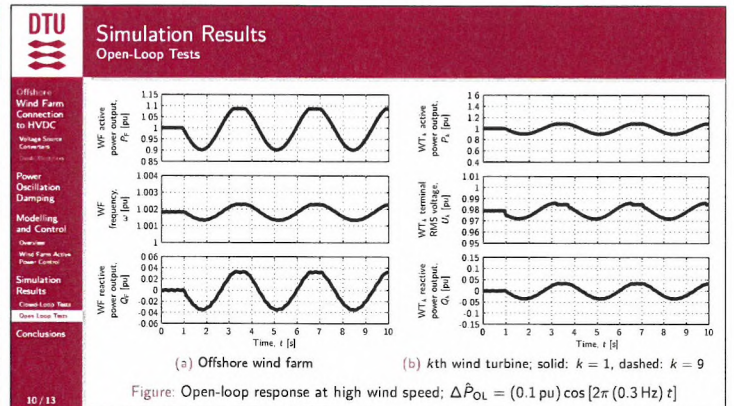 DTU
Simulation Results
Open-Loop Tests
Offshore
Wind Farm
Connection
to HVDC
Voltage Source
Converters
Power
Oscillation
Damping
Modelling
and Control
Overview
Wind Farm Active
Power Control
Simulation
Results
Closed-Loop Tests
Open Loop Tests
Conclusions
10 / 13
WF active
power output,
[pu]
1.15
1.1
1.05
1
0.95
0.9
0.85
WF
frequency,
ω [pu]
1.004
1.003
1.002
1.001
1
WF reactive
power output,
[pu]
0.06
0.04
0.02
0
-0.02
-0.04
-0.06
0 1 2 3 4 5 6 7 8 9 10
Time, t [s]
(a) Offshore wind farm
WTk active
power output,
Pk [pu]
1.6
1.4
1.2
1
0.8
0.6
0.4
WTk terminal
RMS voltage,
Uk [pu]
1.01
1
0.99
0.98
0.97
0.96
0.95
WTk reactive
power output,
[pu]
0.15
0.1
0.05
0
-0.05
-0.1
-0.15
0 1 2 3 4 5 6 7 8 9 10
Time, t [s]
(b) kth wind turbine; solid: k = 1, dashed: k = 9
Figure: Open-loop response at high wind speed; ΔP̂OL = (0.1 pu) cos [2π (0.3 Hz) t]